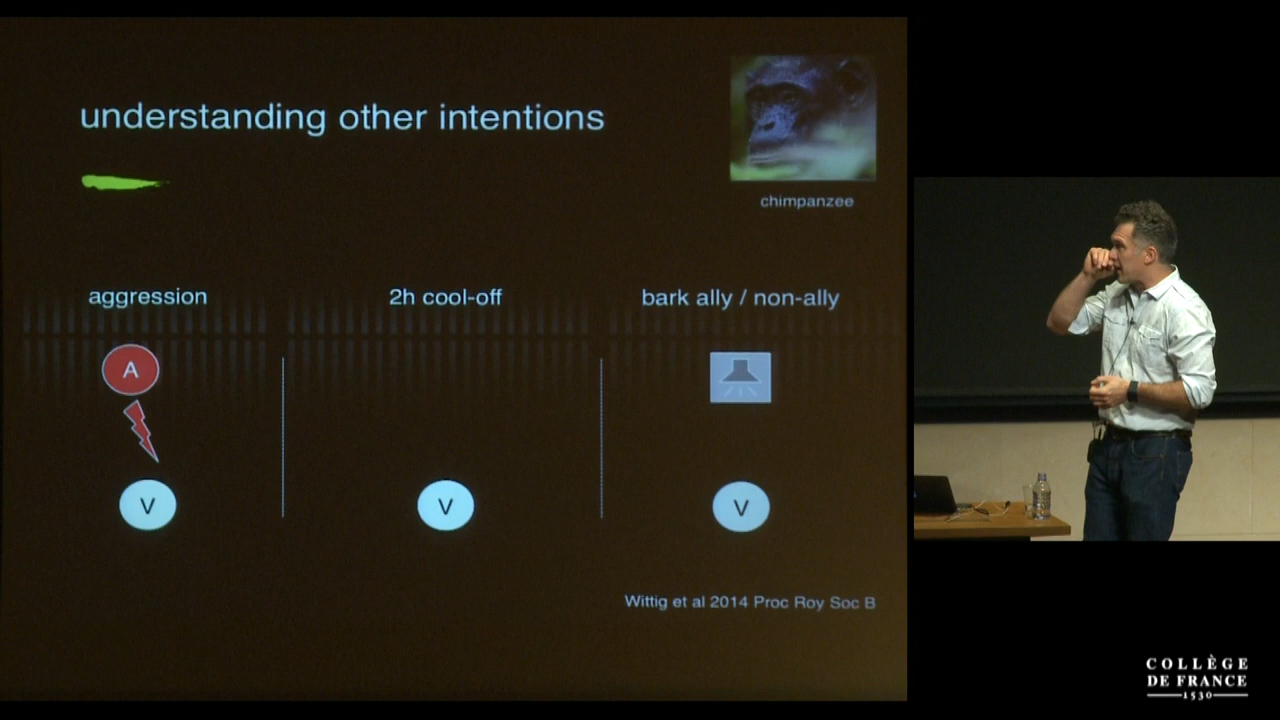 understanding other intentions
chimpanzee
aggression
2h cool-off
bark ally / non-ally
A
V
V
V
Wittig et al 2014 Proc Roy Soc B
COLLÈGE
DE FRANCE
1530